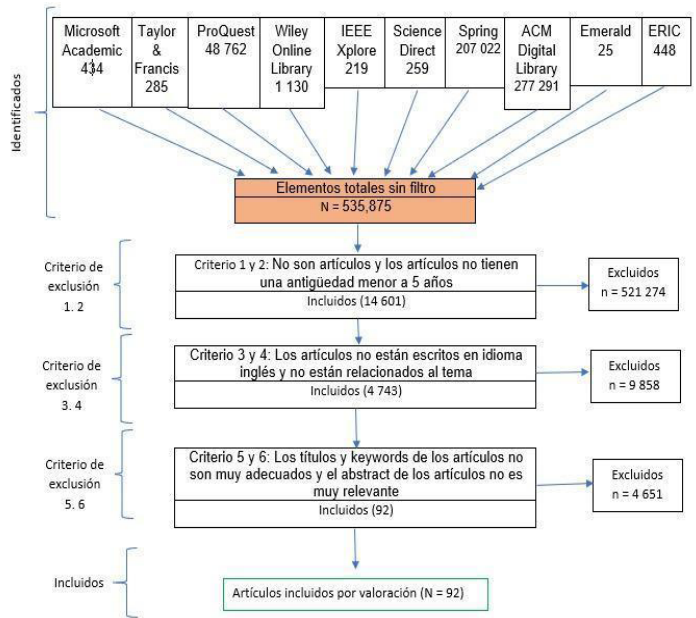 Identificados
Microsoft
Academic
434
Taylor
&
Francis
285
ProQuest
48 762
Wiley
Online
Library
1 130
IEEE
Xplore
219
Science
Direct
259
Spring
207 022
ACM
Digital
Library
277 291
Emerald
25
ERIC
448
Elementos totales sin filtro
N = 535,875
Criterio de
exclusión
1. 2
Criterio 1 y 2: No son artículos y los artículos no tienen
una antigüedad menor a 5 años
Incluidos (14 601)
Excluidos
n = 521 274
Criterio de
exclusión
3. 4
Criterio 3 y 4: Los artículos no están escritos en idioma
inglés y no están relacionados al tema
Incluidos (4 743)
Excluidos
n = 9 858
Criterio de
exclusión
5. 6
Criterio 5 y 6: Los títulos y keywords de los artículos no
son muy adecuados y el abstract de los artículos no es
muy relevante
Incluidos (92)
Excluidos
n = 4 651
Incluidos
Artículos incluidos por valoración (N = 92)